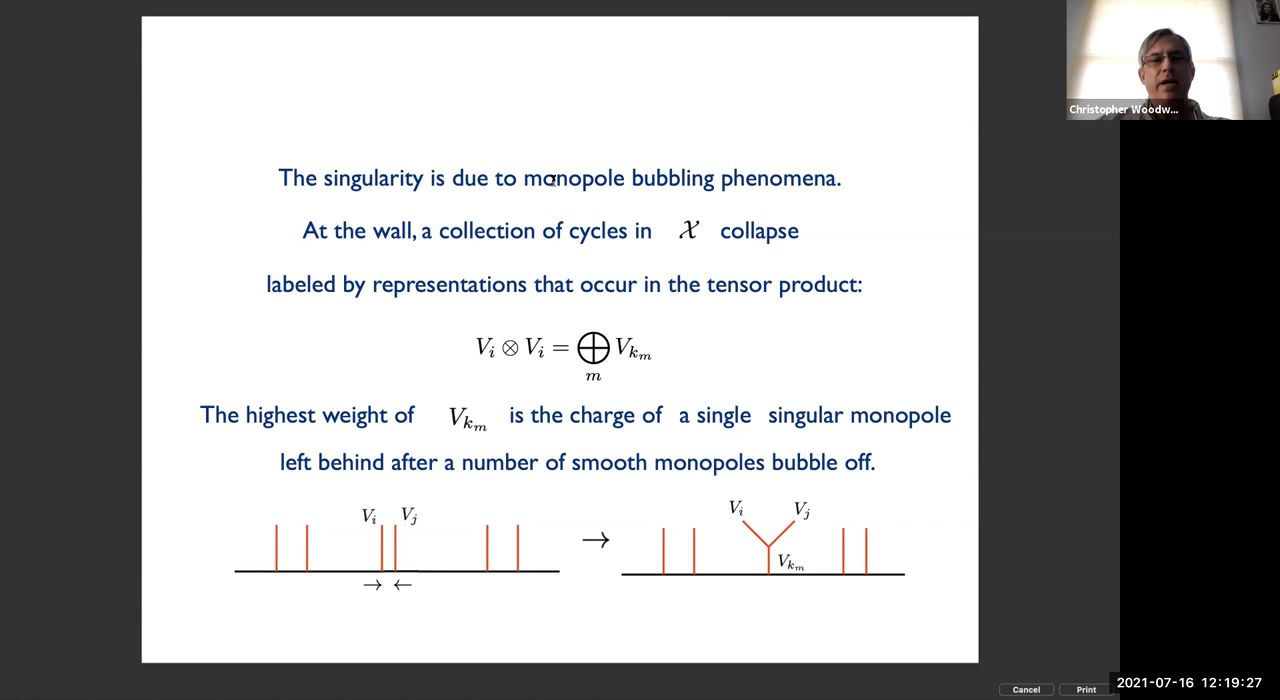 The singularity is due to monopole bubbling phenomena.
At the wall, a collection of cycles in 𝒳 collapse
labeled by representations that occur in the tensor product:
V_i ⊗ V_i = ⊕_m V_{k_m}
The highest weight of V_{k_m} is the charge of a single singular monopole
left behind after a number of smooth monopoles bubble off.
V_i V_j
→ ←
→
V_i V_j
V_{k_m}
Christopher Woodw...
Cancel Print
2021-07-16 12:19:27